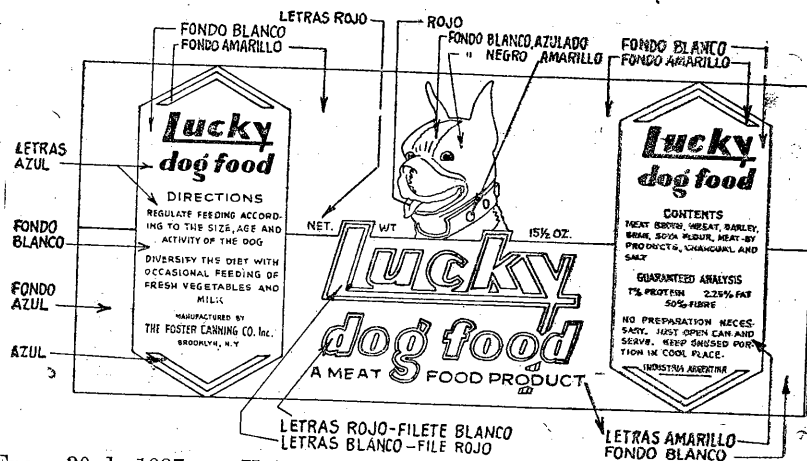 LETRAS ROJO
ROJO
FONDO BLANCO
FONDO AMARILLO
FONDO BLANCO, AZULADO
" NEGRO AMARILLO
FONDO BLANCO
FONDO AMARILLO
LETRAS
AZUL
FONDO
BLANCO
FONDO
AZUL
AZUL
Lucky
dog food
DIRECTIONS
REGULATE FEEDING ACCORD-
ING TO THE SIZE, AGE AND
ACTIVITY OF THE DOG
DIVERSIFY THE DIET WITH
OCCASIONAL FEEDING OF
FRESH VEGETABLES AND
MILK
MANUFACTURED BY
THE FOSTER CANNING CO. Inc.
BROOKLYN, N.Y
NET. WT 15½ OZ.
Lucky
dog food
A MEAT FOOD PRODUCT
Lucky
dog food
CONTENTS
MEAT BROWN, WHEAT, BARLEY,
SOYA FLOUR, MEAT-BY
PRODUCTS, CHARCOAL AND
SALT
GUARANTEED ANALYSIS
7% PROTEIN 2.25% FAT
50% FIBRE
NO PREPARATION NECES-
SARY. JUST OPEN CAN AND
SERVE. KEEP UNUSED POR-
TION IN COOL PLACE.
INDUSTRIA ARGENTINA
LETRAS ROJO-FILETE BLANCO
LETRAS BLANCO-FILE ROJO
LETRAS AMARILLO
FONDO BLANCO